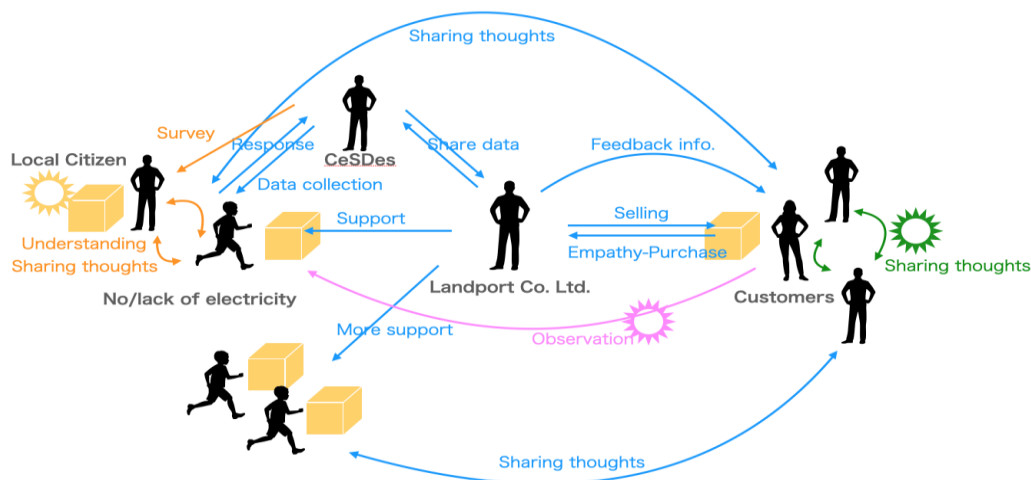 Sharing thoughts
Survey
Response
CeSDes
Share data
Feedback info.
Local Citizen
Data collection
Support
Selling
Understanding
Sharing thoughts
Empathy-Purchase
Sharing thoughts
No/lack of electricity
Landport Co. Ltd.
Customers
More support
Observation
Sharing thoughts